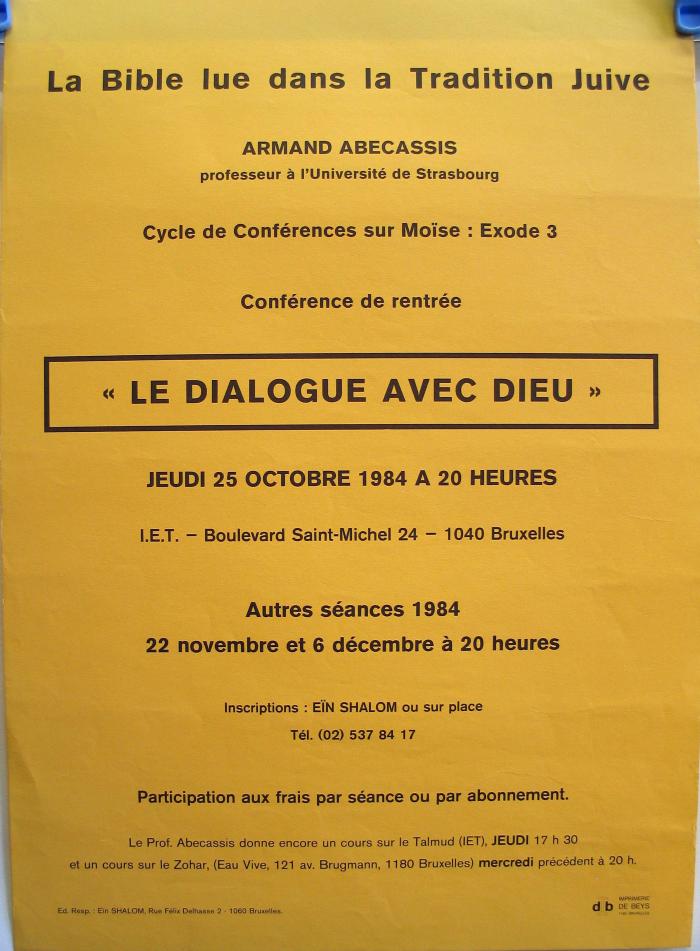 La Bible lue dans la Tradition Juive
ARMAND ABECASSIS
professeur à l'Université de Strasbourg
Cycle de Conférences sur Moïse : Exode 3
Conférence de rentrée
« LE DIALOGUE AVEC DIEU »
JEUDI 25 OCTOBRE 1984 A 20 HEURES
I.E.T. – Boulevard Saint-Michel 24 – 1040 Bruxelles
Autres séances 1984
22 novembre et 6 décembre à 20 heures
Inscriptions : EÏN SHALOM ou sur place
Tél. (02) 537 84 17
Participation aux frais par séance ou par abonnement.
Le Prof. Abecassis donne encore un cours sur le Talmud (IET), JEUDI 17 h 30
et un cours sur le Zohar, (Eau Vive, 121 av. Brugmann, 1180 Bruxelles) mercredi précédent à 20 h.
Ed. Resp. : Eïn SHALOM, Rue Félix Delhasse 2 - 1060 Bruxelles.
db
IMPRIMERIE
DE BEYS
BRUXELLES